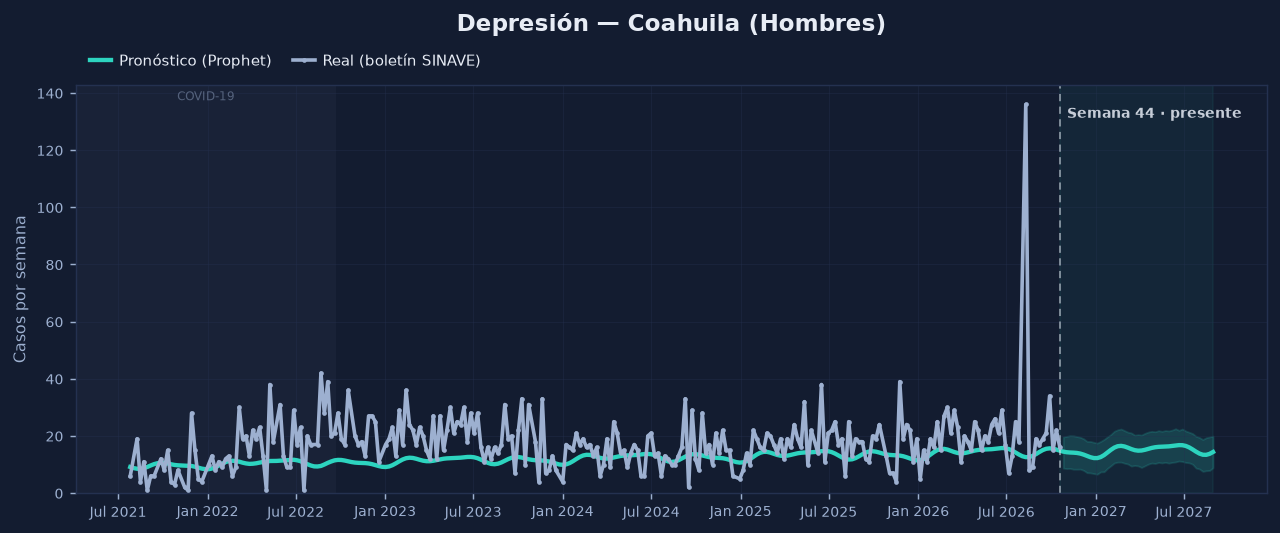 Depresión — Coahuila (Hombres)
Pronóstico (Prophet)
Real (boletín SINAVE)
COVID-19
Semana 44 · presente
Casos por semana
140
120
100
80
60
40
20
0
Jul 2021
Jan 2022
Jul 2022
Jan 2023
Jul 2023
Jan 2024
Jul 2024
Jan 2025
Jul 2025
Jan 2026
Jul 2026
Jan 2027
Jul 2027